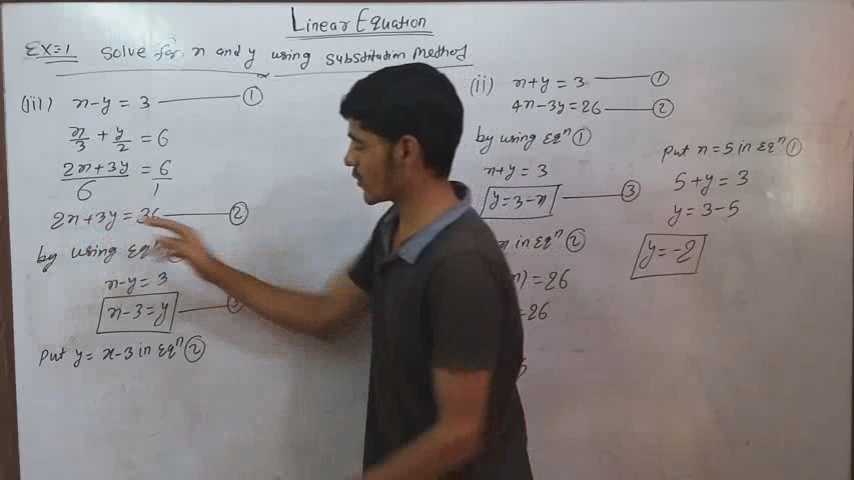 Linear Equation
EX=1 Solve for x and y using Substitution Method
(iii) x-y = 3 ——— ①
x/3 + y/2 = 6
(2x+3y)/6 = 6/1
2x+3y = 36 ——— ②
by using Eqⁿ
x-y = 3
x-3=y ——— ③
Put y = x-3 in Eqⁿ ②
(ii) x+y = 3 ——— ①
4x-3y=26 ——— ②
by using Eqⁿ ①
x+y = 3
y=3-x ——— ③
in Eqⁿ ②
) = 26
= 26
Put x=5 in Eqⁿ ①
5+y = 3
y = 3-5
y=-2